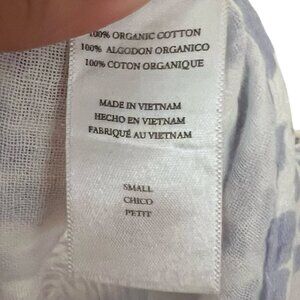 100% ORGANIC COTTON
100% ALGODON ORGANICO
100% COTON ORGANIQUE
MADE IN VIETNAM
HECHO EN VIETNAM
FABRIQUÉ AU VIETNAM
SMALL
CHICO
PETIT